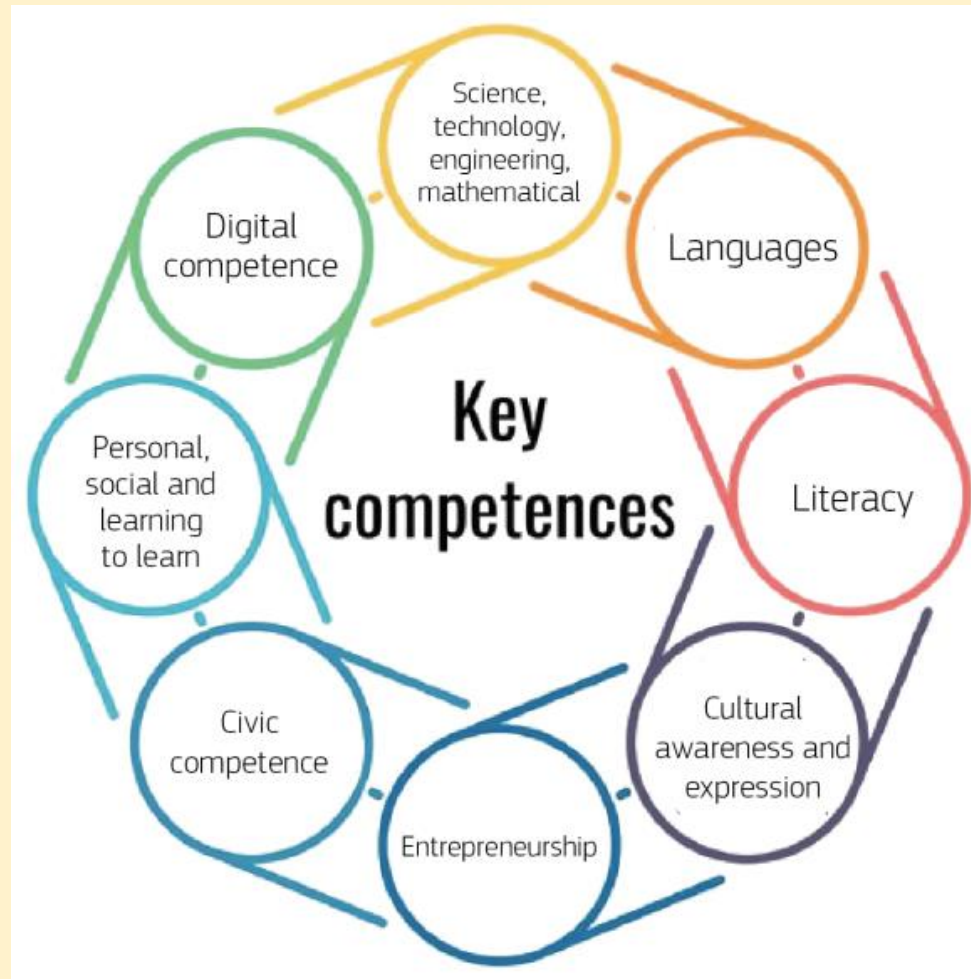 Science,
technology,
engineering,
mathematical
Languages
Literacy
Cultural
awareness and
expression
Entrepreneurship
Civic
competence
Personal,
social and
learning
to learn
Digital
competence
Key
competences